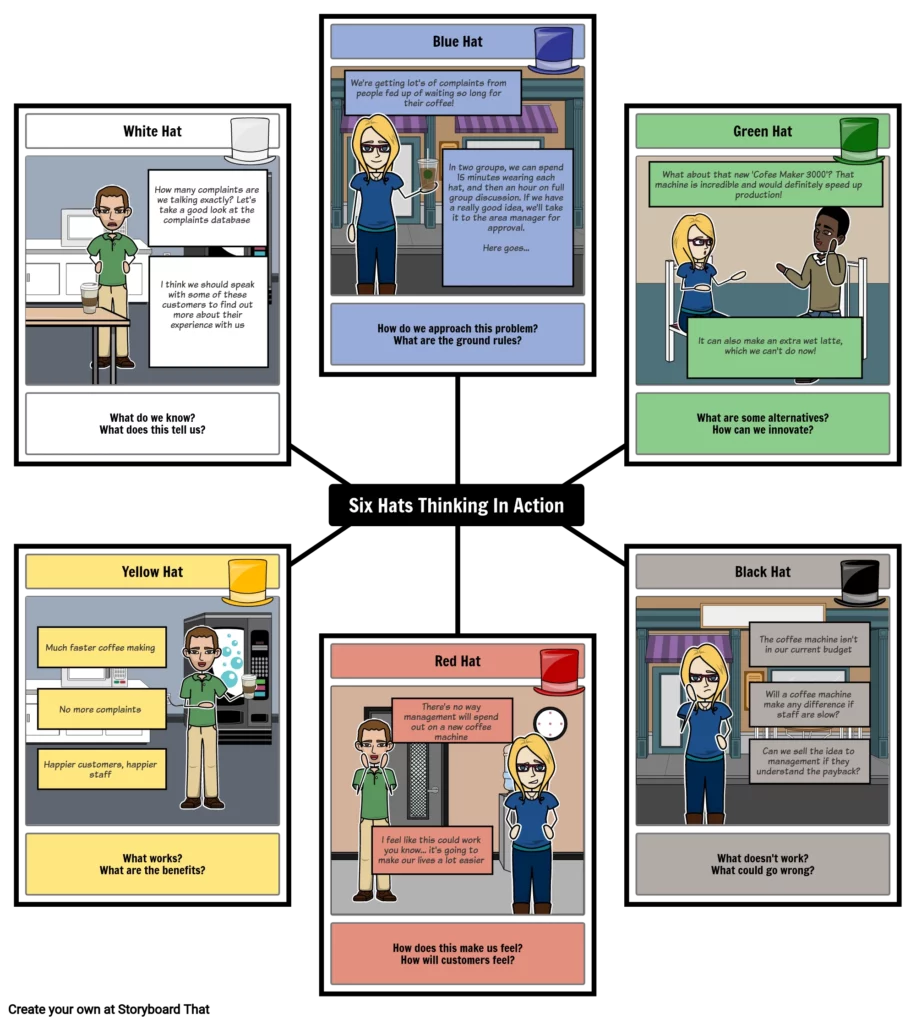 Blue Hat
We're getting lot's of complaints from
people fed up of waiting so long for
their coffee!
In two groups, we can spend
15 minutes wearing each
hat, and then an hour on full
group discussion. If we have
a really good idea, we'll take
it to the area manager for
approval.
Here goes...
How do we approach this problem?
What are the ground rules?
White Hat
How many complaints are
we talking exactly? Let's
take a good look at the
complaints database
I think we should speak
with some of these
customers to find out
more about their
experience with us
What do we know?
What does this tell us?
Green Hat
What about that new 'Cofee Maker 3000'? That
machine is incredible and would definitely speed up
production!
It can also make an extra wet latte,
which we can't do now!
What are some alternatives?
How can we innovate?
Six Hats Thinking In Action
Yellow Hat
Much faster coffee making
No more complaints
Happier customers, happier
staff
What works?
What are the benefits?
Red Hat
There's no way
management will spend
out on a new coffee
machine
I feel like this could work
you know... it's going to
make our lives a lot easier
How does this make us feel?
How will customers feel?
Black Hat
The coffee machine isn't
in our current budget
Will a coffee machine
make any difference if
staff are slow?
Can we sell the idea to
management if they
understand the payback?
What doesn't work?
What could go wrong?
Create your own at Storyboard That